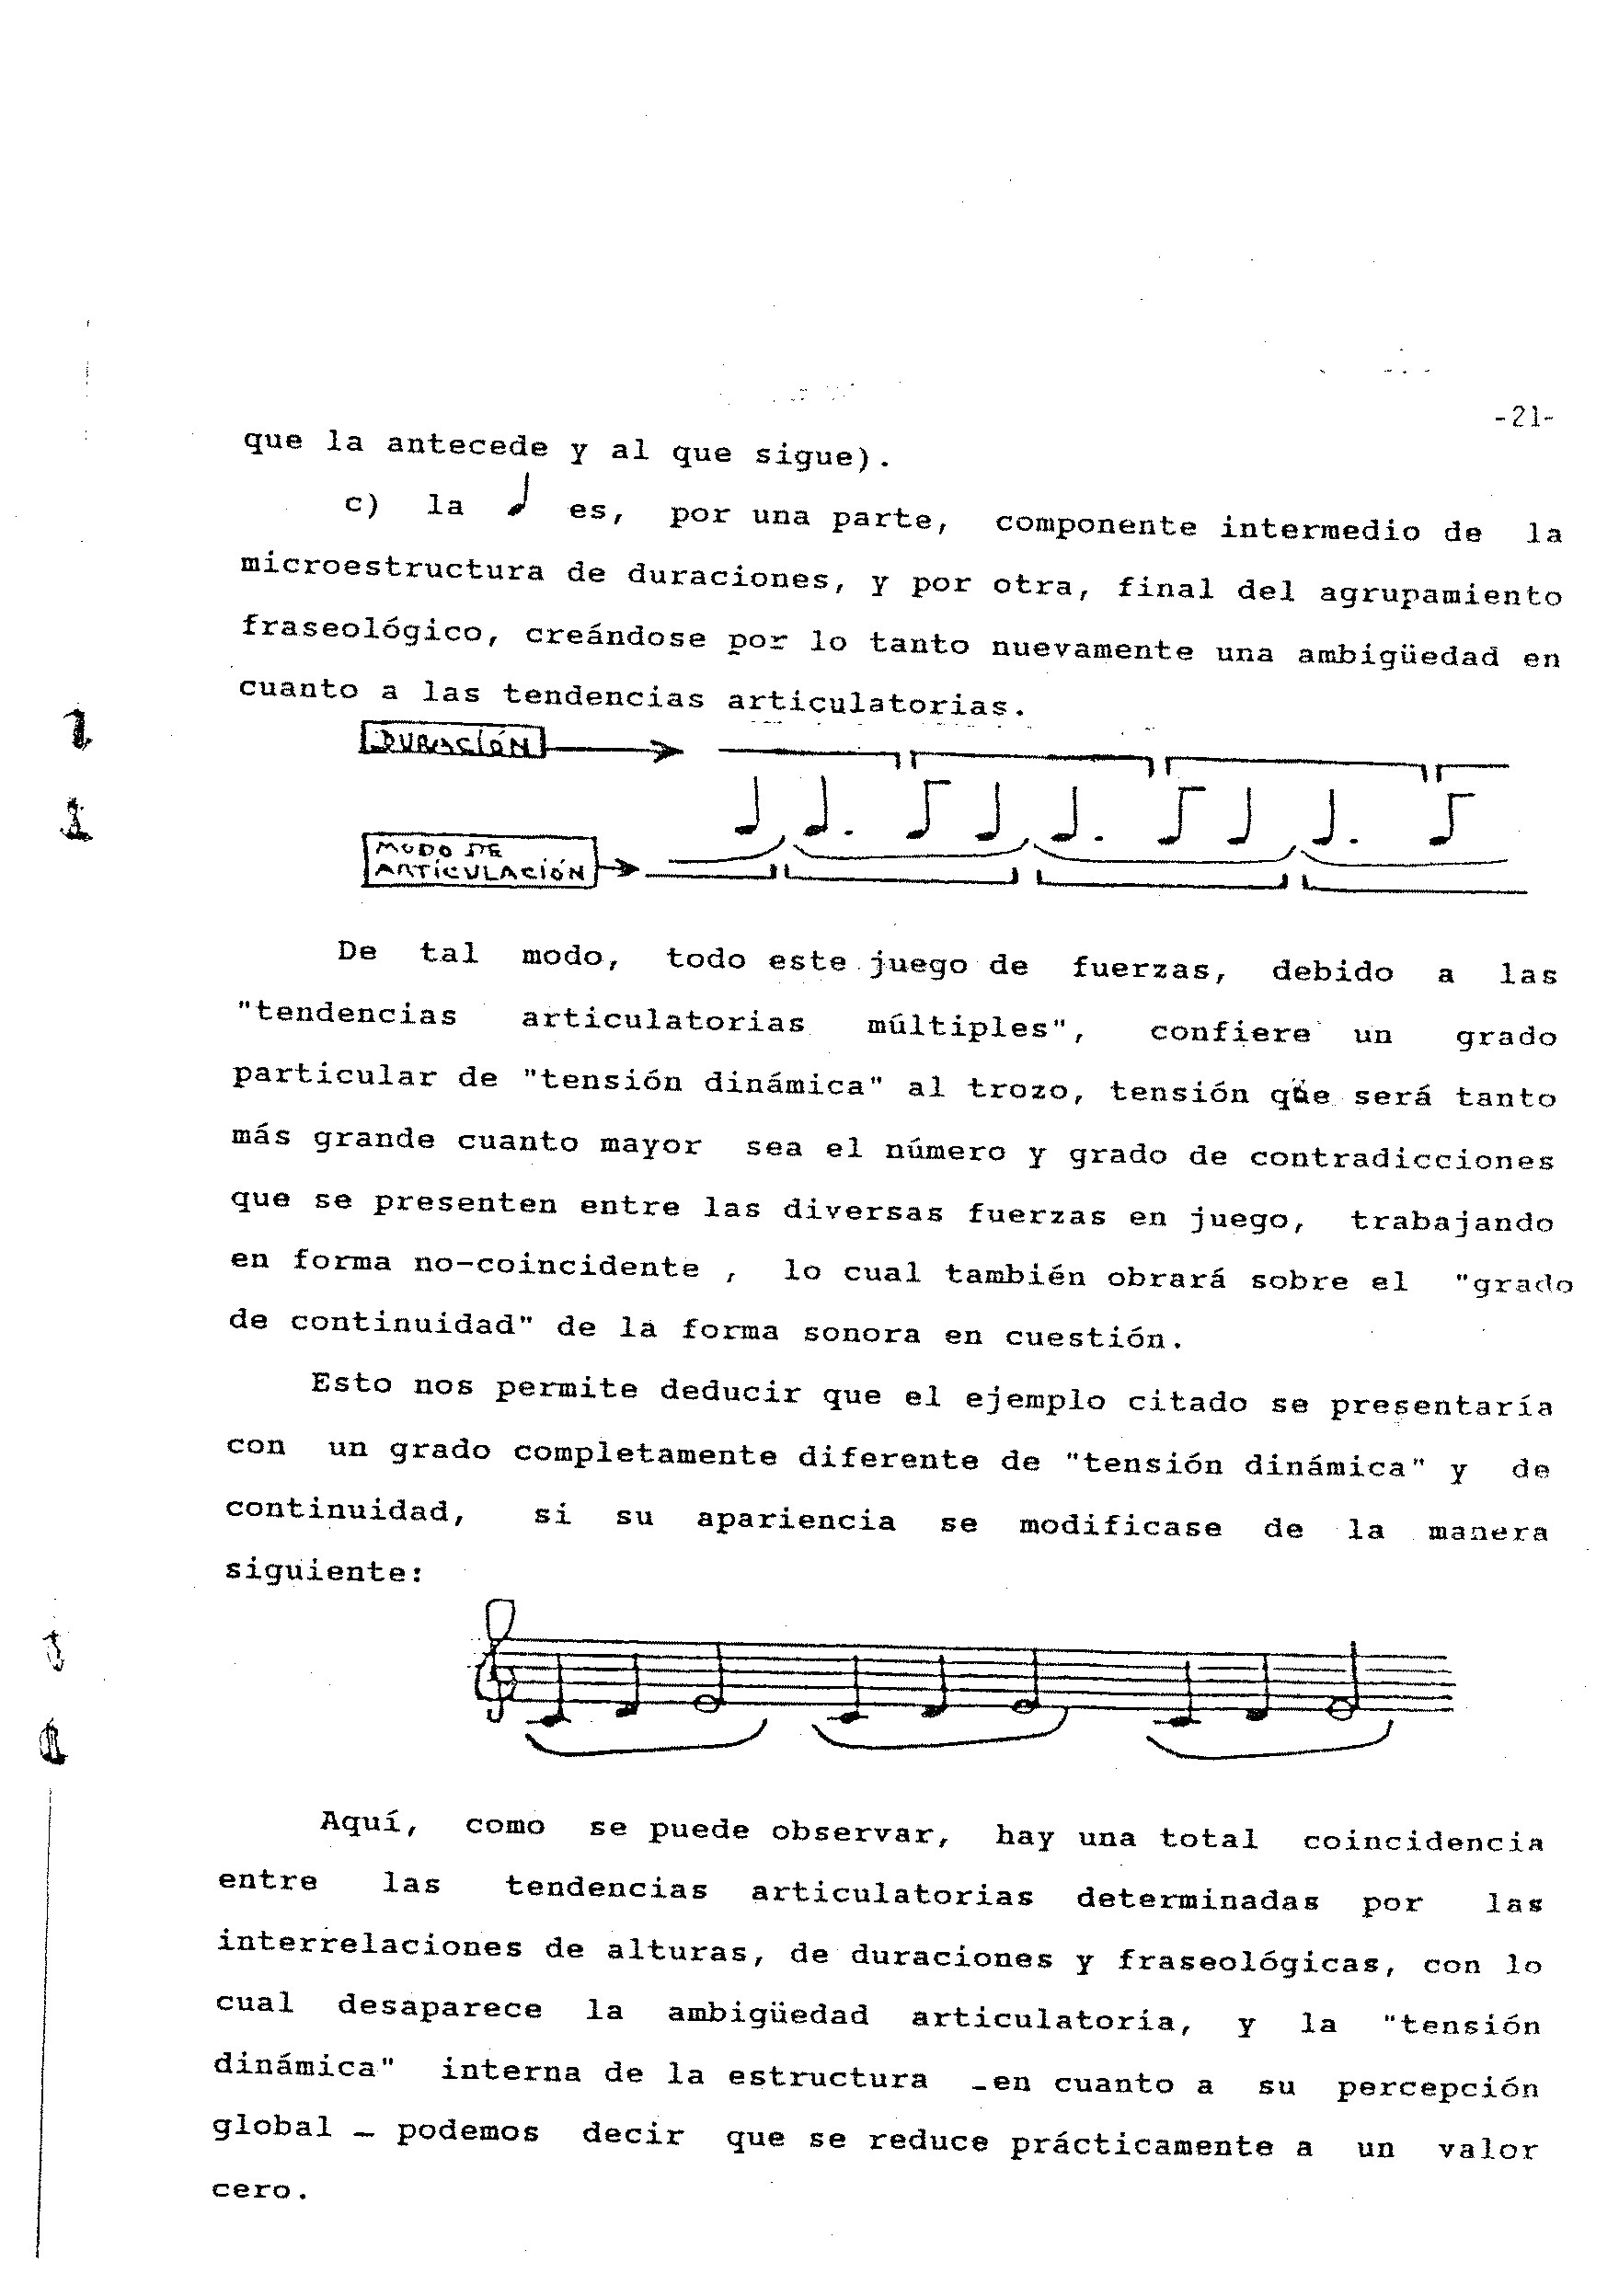 -21-
que la antecede y al que sigue).
c) la ♩ es, por una parte, componente intermedio de la
microestructura de duraciones, y por otra, final del agrupamiento
fraseológico, creándose por lo tanto nuevamente una ambigüedad en
cuanto a las tendencias articulatorias.
DURACIÓN
MODO DE
ARTICULACIÓN
De tal modo, todo este juego de fuerzas, debido a las
"tendencias articulatorias múltiples", confiere un grado
particular de "tensión dinámica" al trozo, tensión que será tanto
más grande cuanto mayor sea el número y grado de contradicciones
que se presenten entre las diversas fuerzas en juego, trabajando
en forma no-coincidente , lo cual también obrará sobre el "grado
de continuidad" de la forma sonora en cuestión.
Esto nos permite deducir que el ejemplo citado se presentaría
con un grado completamente diferente de "tensión dinámica" y de
continuidad, si su apariencia se modificase de la manera
siguiente:
Aquí, como se puede observar, hay una total coincidencia
entre las tendencias articulatorias determinadas por las
interrelaciones de alturas, de duraciones y fraseológicas, con lo
cual desaparece la ambigüedad articulatoria, y la "tensión
dinámica" interna de la estructura _en cuanto a su percepción
global _ podemos decir que se reduce prácticamente a un valor
cero.